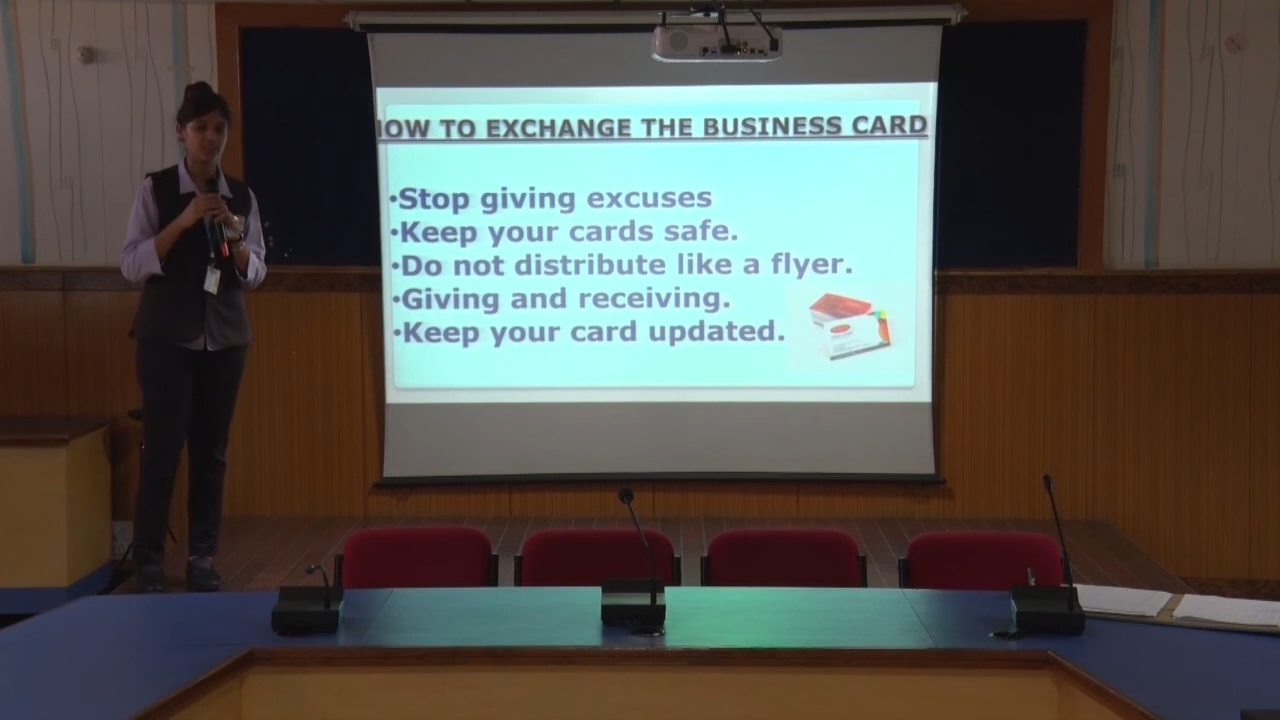 HOW TO EXCHANGE THE BUSINESS CARD
•Stop giving excuses
•Keep your cards safe.
•Do not distribute like a flyer.
•Giving and receiving.
•Keep your card updated.